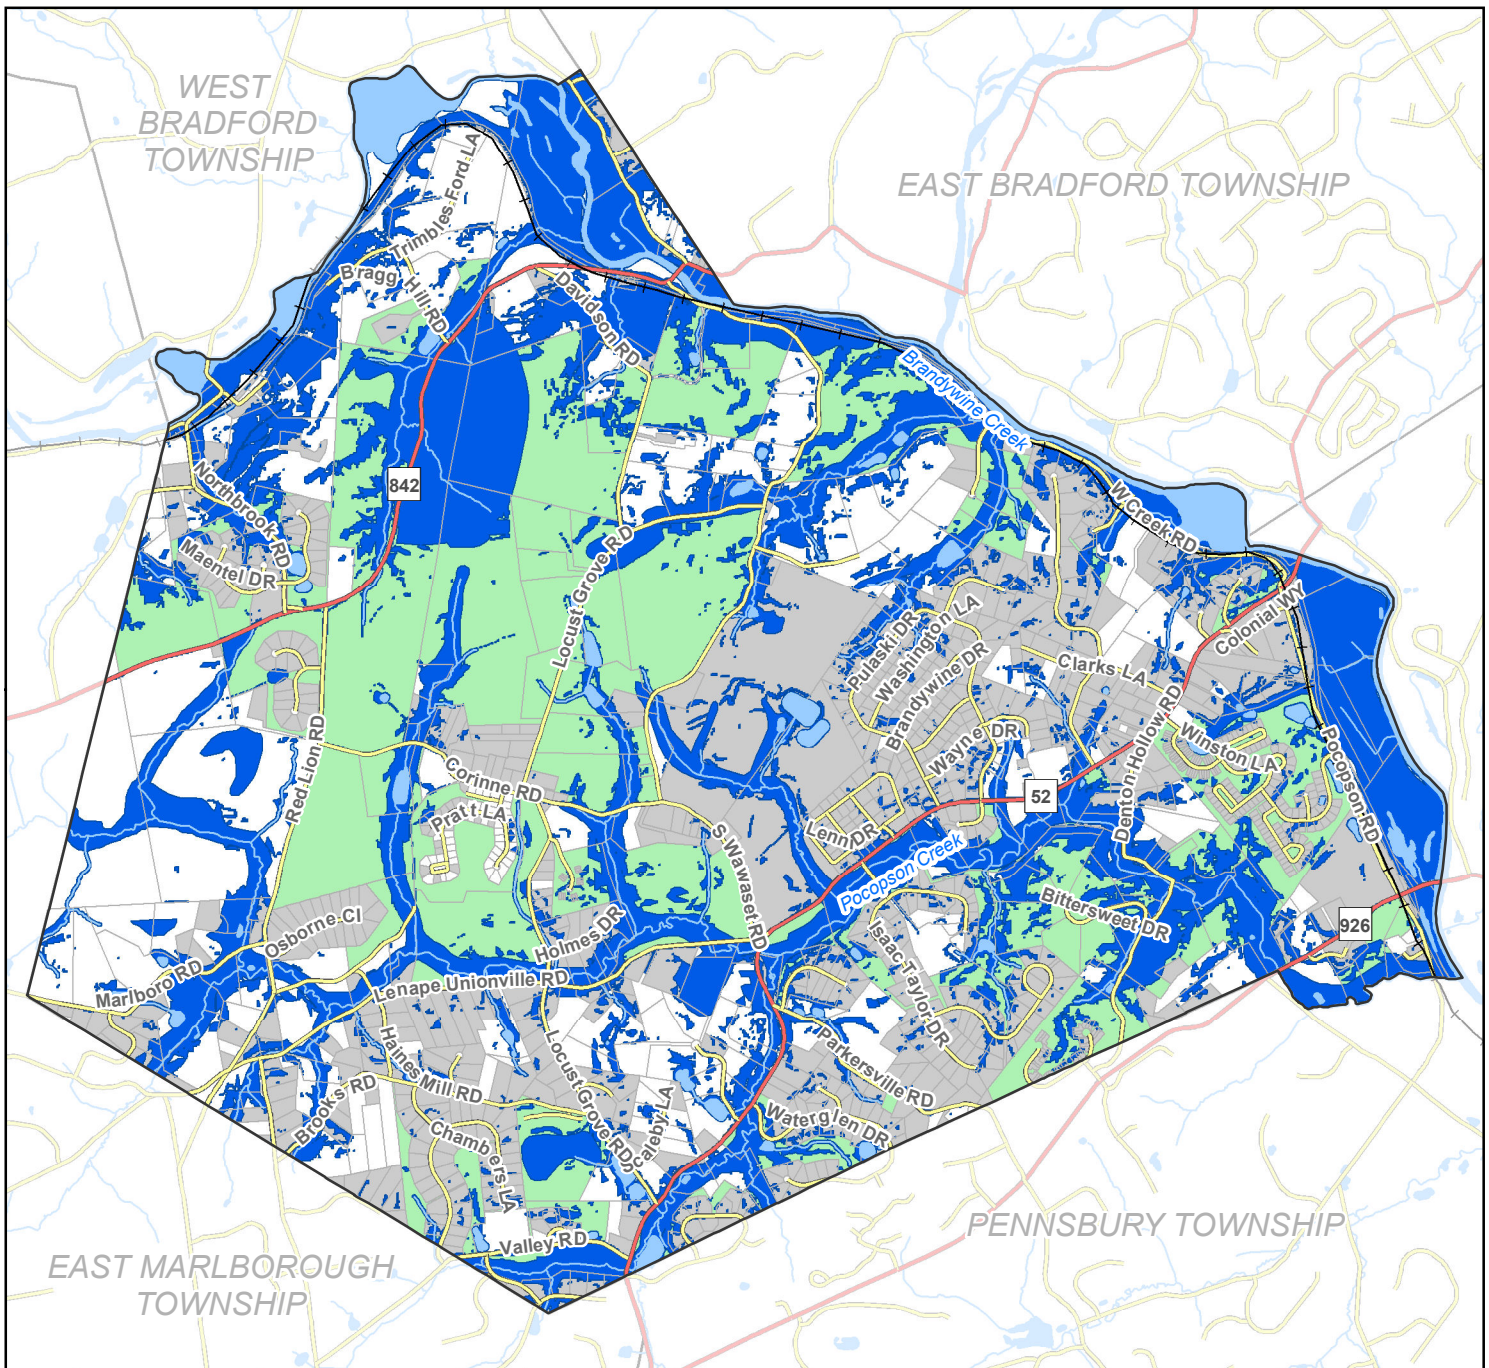 WEST
BRADFORD
TOWNSHIP
EAST BRADFORD TOWNSHIP
Trimbles Ford LA
Bragg Hill RD
Davidson RD
Brandywine Creek
842
Northbrook RD
Maentel DR
W Creek RD
Locust Grove RD
Pulaski DR
Washington LA
Brandywine DR
Clarks LA
Colonial WY
Wayne DR
Denton Hollow RD
Winston LA
Pocopson RD
Red Lion RD
Corinne RD
Pratt LA
52
Lenn DR
S Wawaset RD
Pocopson Creek
Bittersweet DR
926
Osborne CI
Holmes DR
Isaac Taylor DR
Marlboro RD
Lenape Unionville RD
Haines Mill RD
Locust Grove RD
Parkersville RD
Brooks RD
Scaleby LA
Waterglen DR
Chambers LA
Valley RD
PENNSBURY TOWNSHIP
EAST MARLBOROUGH
TOWNSHIP